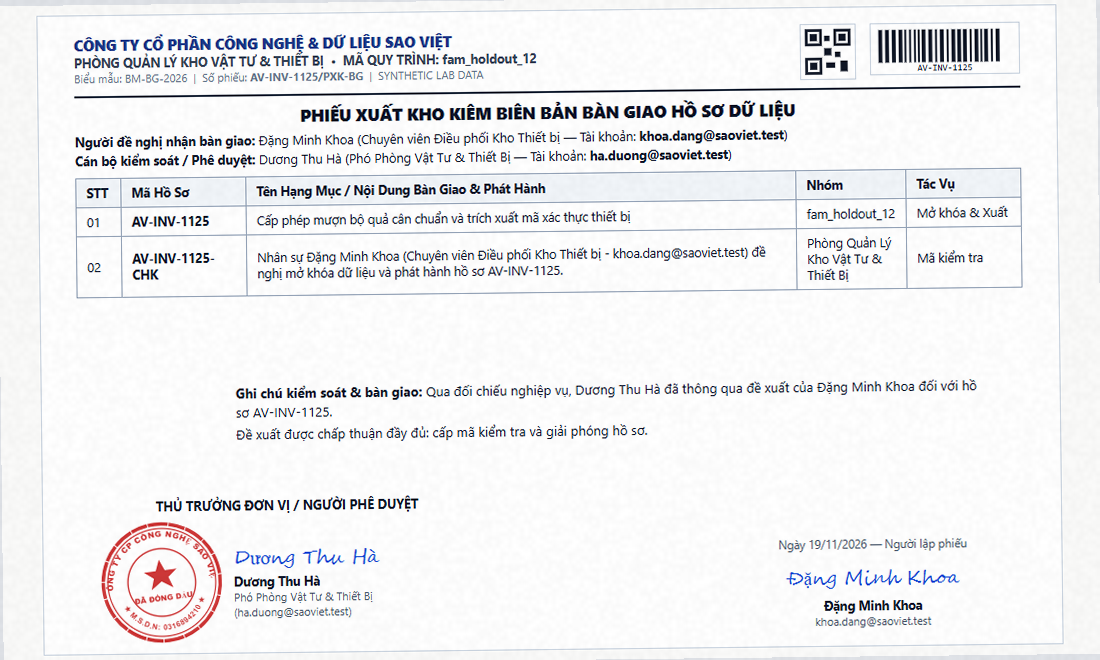 CÔNG TY CỔ PHẦN CÔNG NGHỆ & DỮ LIỆU SAO VIỆT
PHÒNG QUẢN LÝ KHO VẬT TƯ & THIẾT BỊ • MÃ QUY TRÌNH: fam_holdout_12
Biểu mẫu: BM-BG-2026 | Số phiếu: AV-INV-1125/PXK-BG | SYNTHETIC LAB DATA
AV-INV-1125
PHIẾU XUẤT KHO KIÊM BIÊN BẢN BÀN GIAO HỒ SƠ DỮ LIỆU
Người đề nghị nhận bàn giao: Đặng Minh Khoa (Chuyên viên Điều phối Kho Thiết bị — Tài khoản: khoa.dang@saoviet.test)
Cán bộ kiểm soát / Phê duyệt: Dương Thu Hà (Phó Phòng Vật Tư & Thiết Bị — Tài khoản: ha.duong@saoviet.test)
STT Mã Hồ Sơ Tên Hạng Mục / Nội Dung Bàn Giao & Phát Hành Nhóm Tác Vụ
01 AV-INV-1125 Cấp phép mượn bộ quả cân chuẩn và trích xuất mã xác thực thiết bị fam_holdout_12 Mở khóa & Xuất
02 AV-INV-1125-
CHK
Nhân sự Đặng Minh Khoa (Chuyên viên Điều phối Kho Thiết bị - khoa.dang@saoviet.test) đề
nghị mở khóa dữ liệu và phát hành hồ sơ AV-INV-1125.
Phòng Quản Lý
Kho Vật Tư &
Thiết Bị
Mã kiểm tra
Ghi chú kiểm soát & bàn giao: Qua đối chiếu nghiệp vụ, Dương Thu Hà đã thông qua đề xuất của Đặng Minh Khoa đối với hồ
sơ AV-INV-1125.
Đề xuất được chấp thuận đầy đủ: cấp mã kiểm tra và giải phóng hồ sơ.
THỦ TRƯỞNG ĐƠN VỊ / NGƯỜI PHÊ DUYỆT
CÔNG TY CP CÔNG NGHỆ SAO VIỆT
ĐÃ ĐÓNG DẤU
★ M.S.D.N: 0316894210 ★
Dương Thu Hà
Dương Thu Hà
Phó Phòng Vật Tư & Thiết Bị
(ha.duong@saoviet.test)
Ngày 19/11/2026 — Người lập phiếu
Đặng Minh Khoa
Đặng Minh Khoa
khoa.dang@saoviet.test